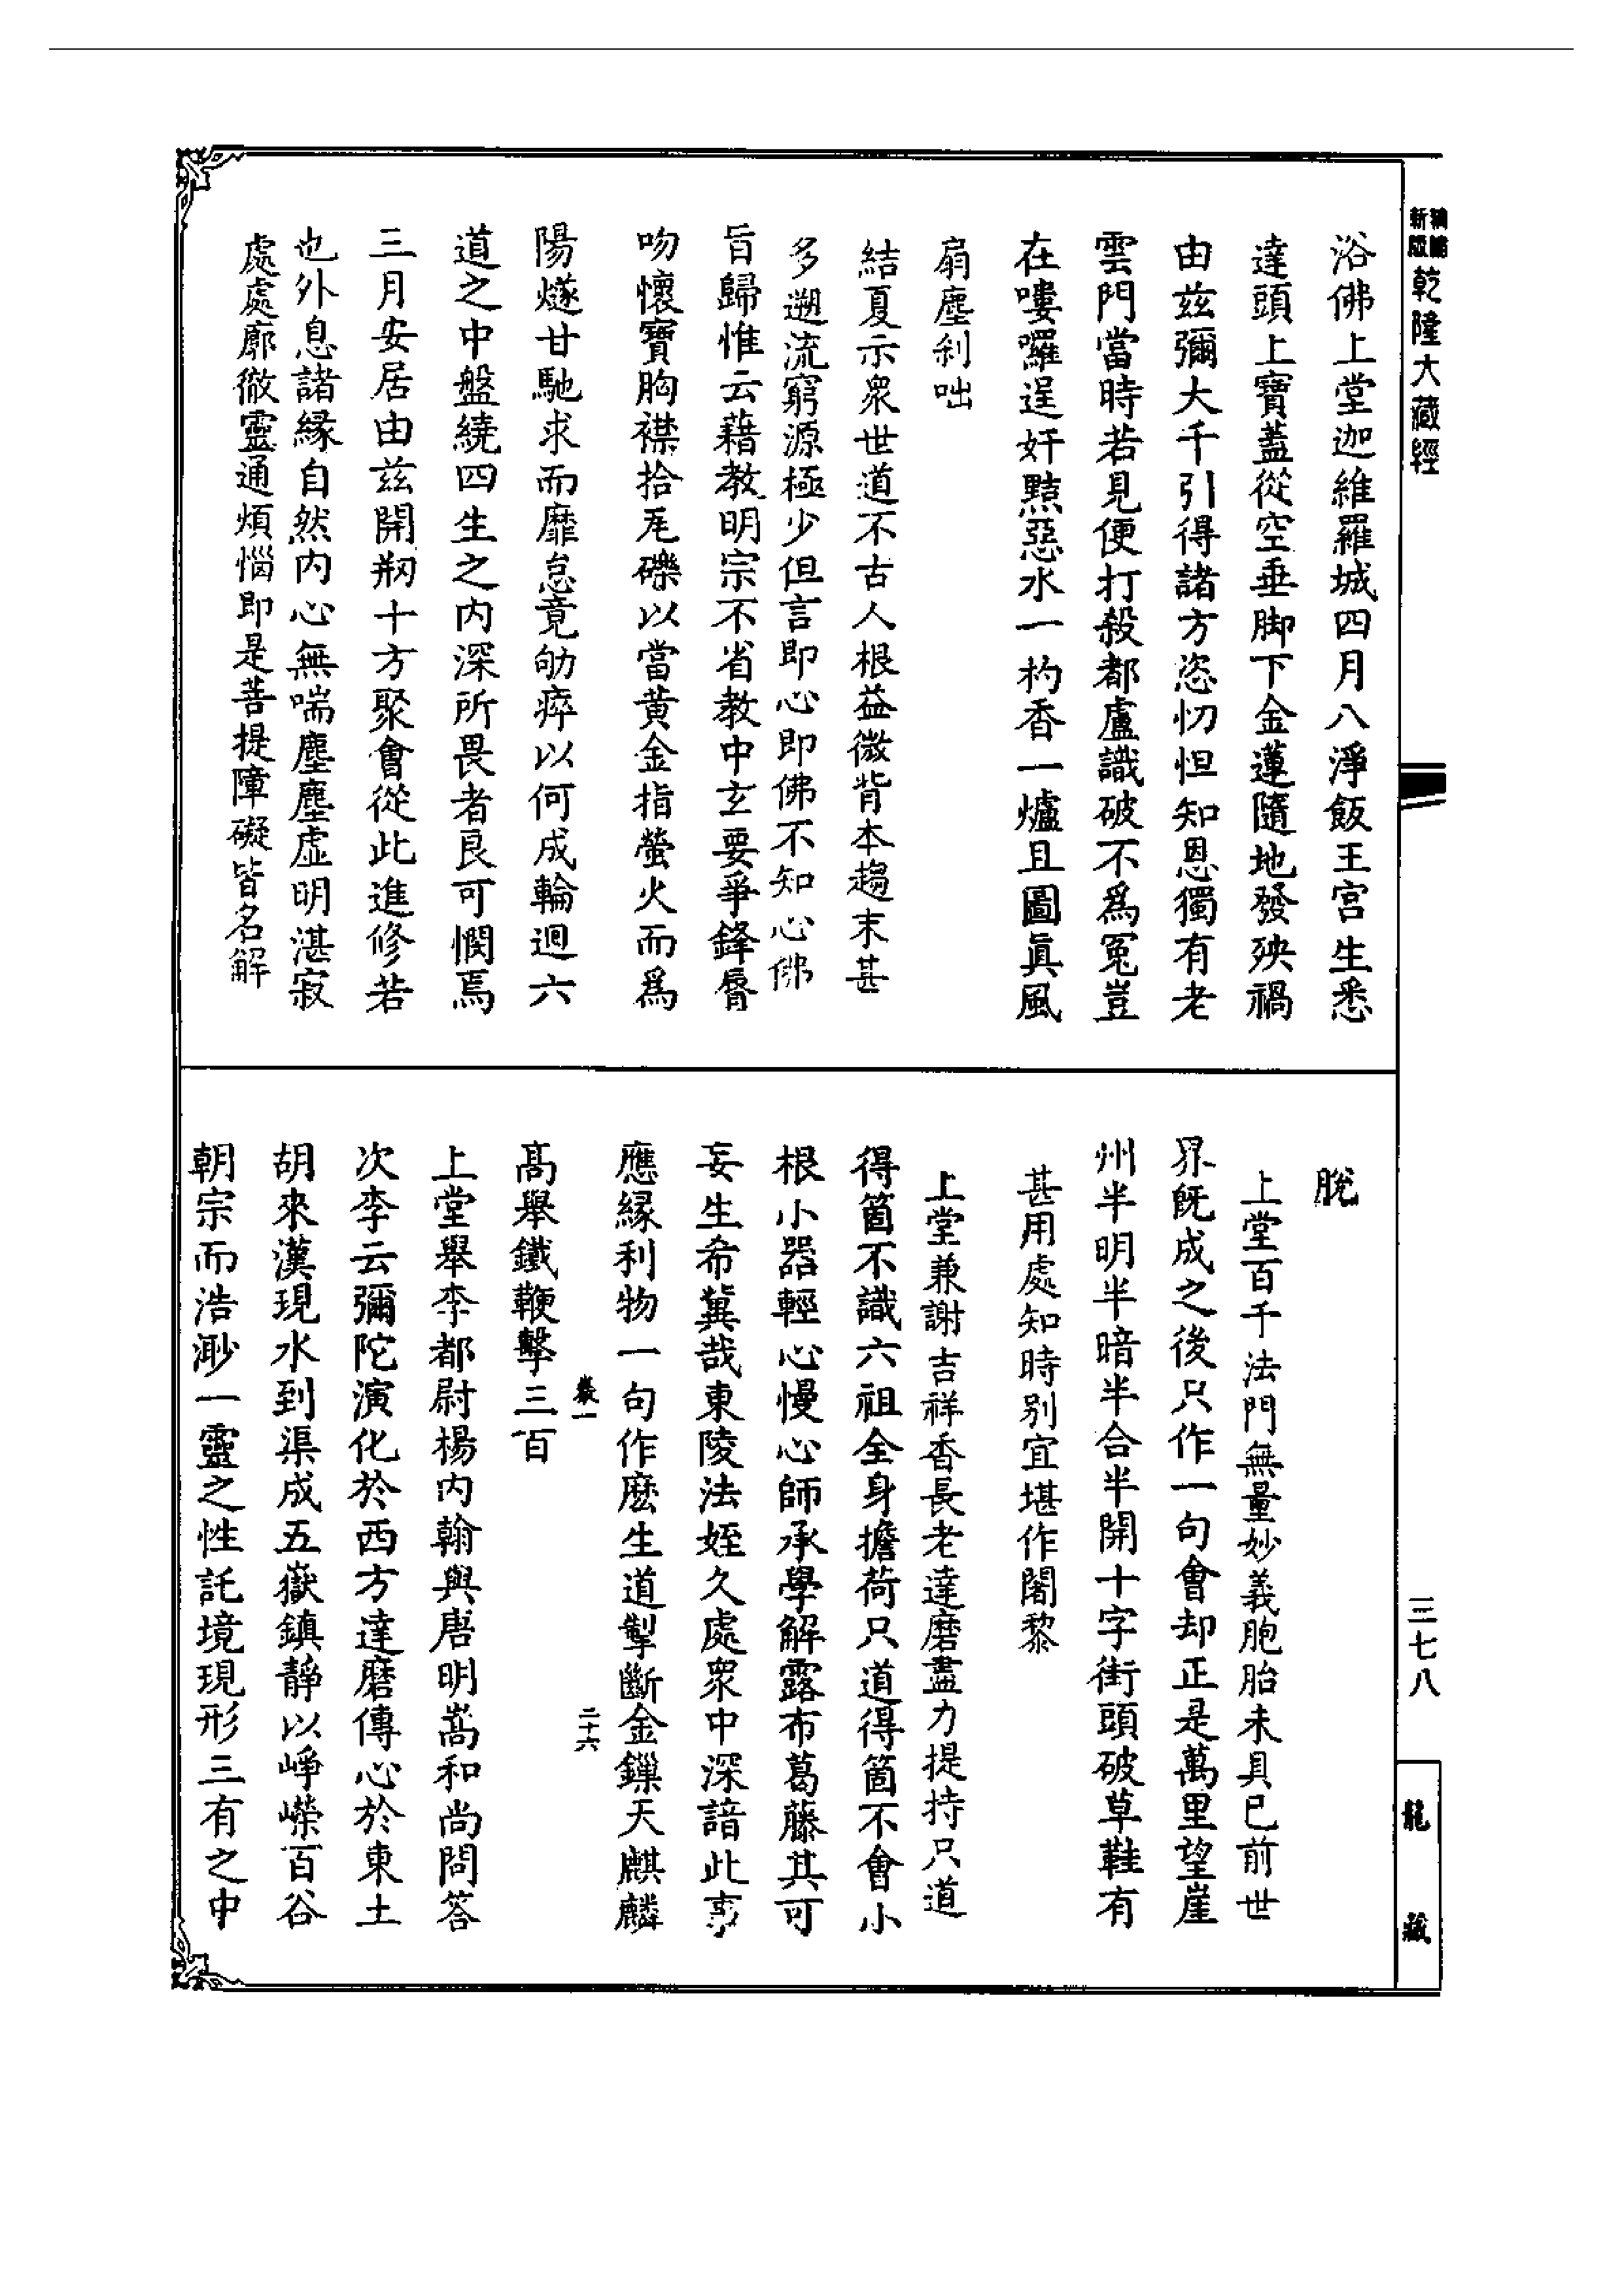 新編縮版乾隆大藏經
浴佛上堂迦維羅城四月八淨飯王宮生悉
達頭上寶蓋從空垂脚下金蓮隨地發殃禍
由茲彌大千引得諸方恣忉怛知恩獨有老
雲門當時若見便打殺都盧識破不為冤豈
在嘍囉逞奸黠惡水一杓香一爐且圖眞風
扇塵刹咄
結夏示衆世道不古人根益微背本趨末甚
多遡流窮源極少但言即心即佛不知心佛
旨歸惟云藉教明宗不省教中玄要爭鋒脣
吻懷寶胸襟拾瓦礫以當黄金指螢火而為
陽燧甘馳求而靡怠竟劬瘁以何成輪迴六
道之中盤繞四生之内深所畏者良可憫焉
三月安居由茲開剏十方聚會從此進修若
也外息諸縁自然内心無喘塵塵虛明湛寂
處處廓徹靈通煩惱即是菩提障礙皆名解
脫
上堂百千法門無量妙義胞胎未具已前世
界旣成之後只作一句會却正是萬里望崖
州半明半暗半合半開十字街頭破草鞋有
甚用處知時別宜堪作闍黎
上堂兼謝吉祥香長老達磨盡力提持只道
得箇不識六祖全身擔荷只道得箇不會小
根小器輕心慢心師承學解露布葛藤其可
妄生希冀哉東陵法姪久處衆中深諳此事
應縁利物一句作麽生道掣斷金鏁天麒麟
卷一 二十六
高舉鐵鞭擊三百
上堂舉李都尉楊内翰與唐明嵩和尚問答
次李云彌陀演化於西方達磨傳心於東土
胡來漢現水到渠成五嶽鎮靜以崢嶸百谷
朝宗而浩渺一靈之性託境現形三有之中
三七八
龍藏